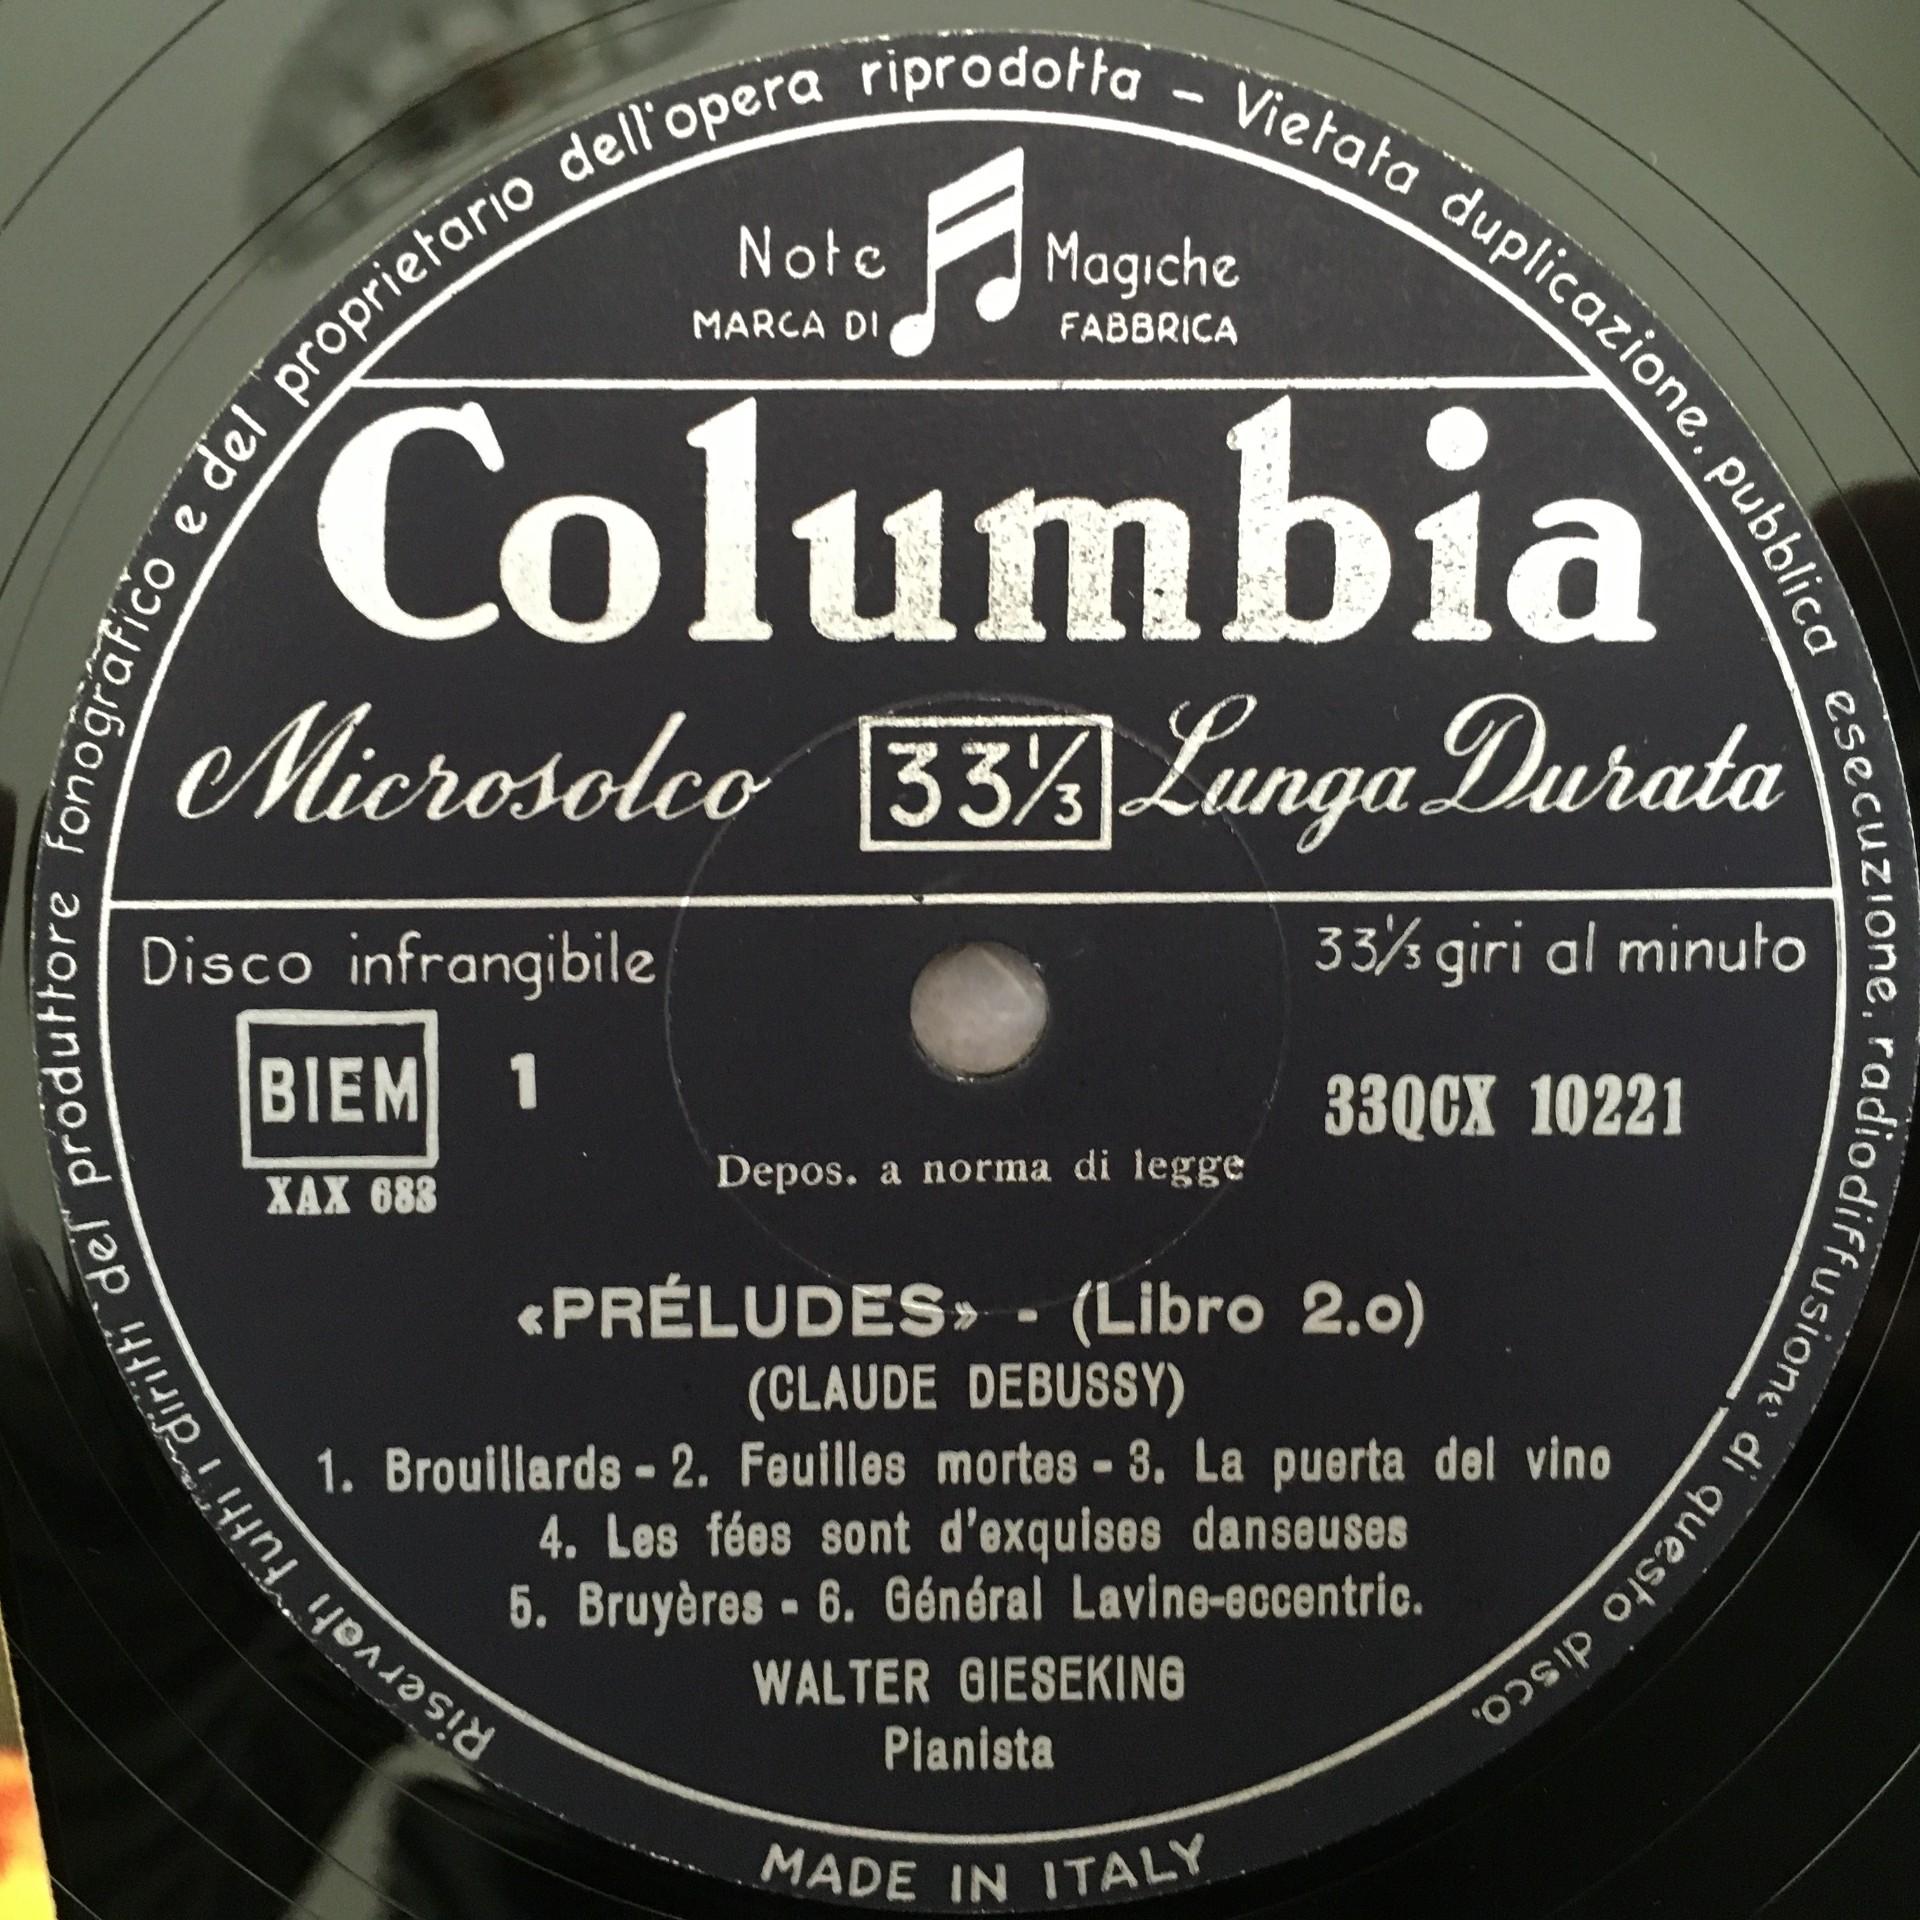 Riservati tutti i diritti del produttore fonografico e del proprietario dell'opera riprodotta - Vietata duplicazione, pubblica esecuzione, radiodiffusione di questo disco.
Note Magiche
MARCA DI FABBRICA
Columbia
Microsolco 33⅓ Lunga Durata
Disco infrangibile 33⅓ giri al minuto
BIEM 1 33QCX 10221
XAX 683
Depos. a norma di legge
«PRÉLUDES» - (Libro 2.o)
(CLAUDE DEBUSSY)
1. Brouillards - 2. Feuilles mortes - 3. La puerta del vino
4. Les fées sont d'exquises danseuses
5. Bruyères - 6. Général Lavine-eccentric.
WALTER GIESEKING
Pianista
MADE IN ITALY